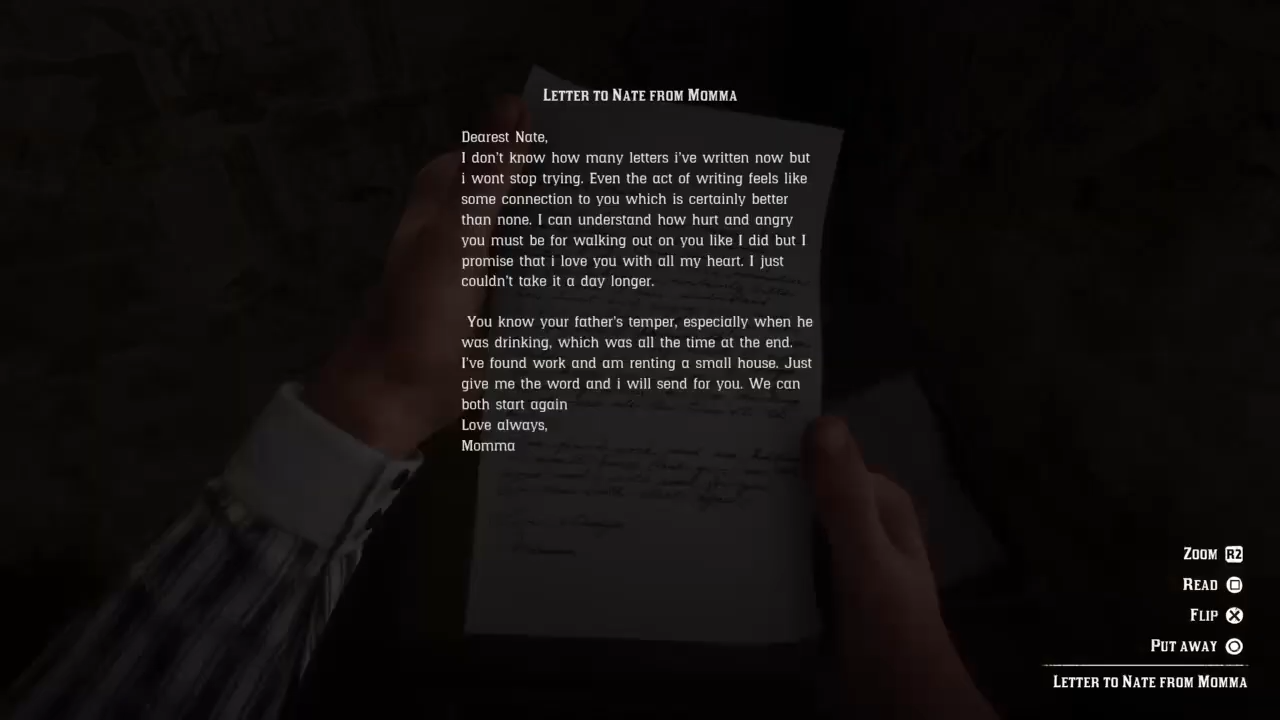 LETTER TO NATE FROM MOMMA
Dearest Nate,
I don't know how many letters i've written now but
i wont stop trying. Even the act of writing feels like
some connection to you which is certainly better
than none. I can understand how hurt and angry
you must be for walking out on you like I did but I
promise that i love you with all my heart. I just
couldn't take it a day longer.
You know your father's temper, especially when he
was drinking, which was all the time at the end.
I've found work and am renting a small house. Just
give me the word and i will send for you. We can
both start again
Love always,
Momma
ZOOM R2
READ
FLIP
PUT AWAY
LETTER TO NATE FROM MOMMA